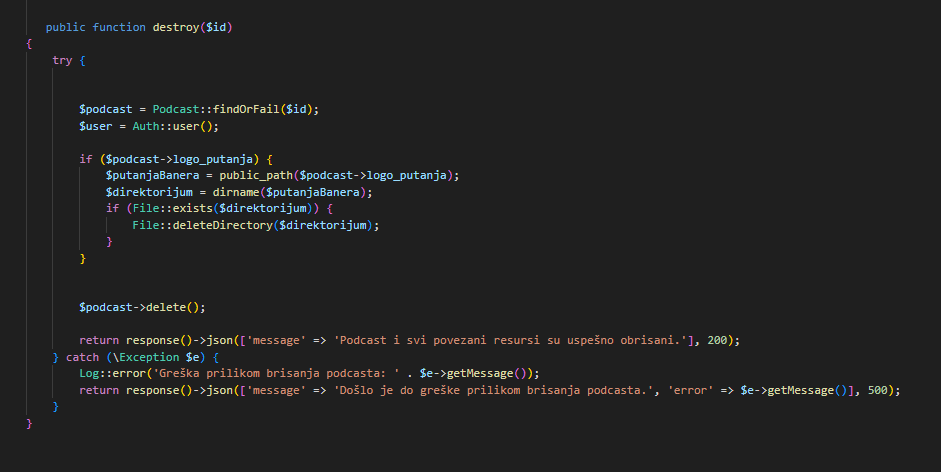 public function destroy($id)
{
try {
$podcast = Podcast::findOrFail($id);
$user = Auth::user();
if ($podcast->logo_putanja) {
$putanjaBanera = public_path($podcast->logo_putanja);
$direktorijum = dirname($putanjaBanera);
if (File::exists($direktorijum)) {
File::deleteDirectory($direktorijum);
}
}
$podcast->delete();
return response()->json(['message' => 'Podcast i svi povezani resursi su uspešno obrisani.'], 200);
} catch (\Exception $e) {
Log::error('Greška prilikom brisanja podcasta: ' . $e->getMessage());
return response()->json(['message' => 'Došlo je do greške prilikom brisanja podcasta.', 'error' => $e->getMessage()], 500);
}
}